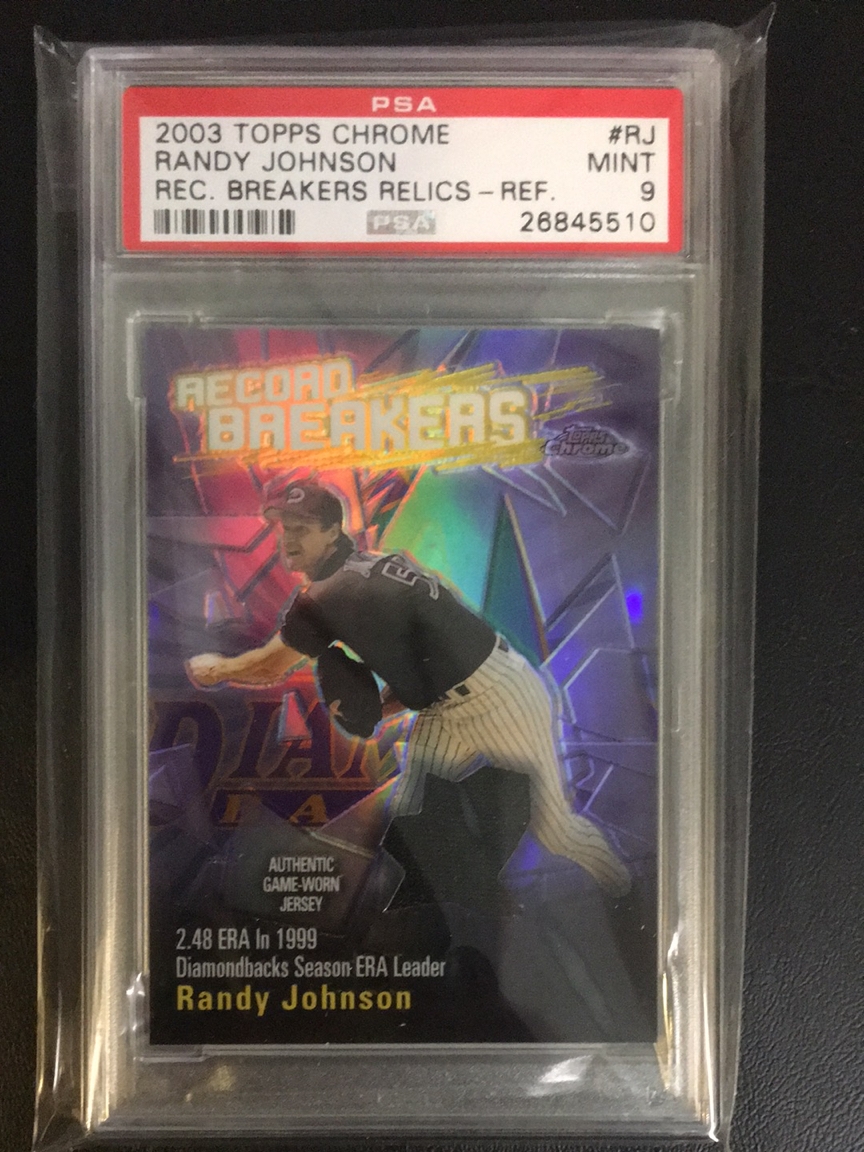 PSA
2003 TOPPS CHROME #RJ
RANDY JOHNSON MINT
REC. BREAKERS RELICS - REF. 9
PSA 26845510
RECORD
BREAKERS
TOPPS
Chrome
AUTHENTIC
GAME-WORN
JERSEY
2.48 ERA In 1999
Diamondbacks Season ERA Leader
Randy Johnson